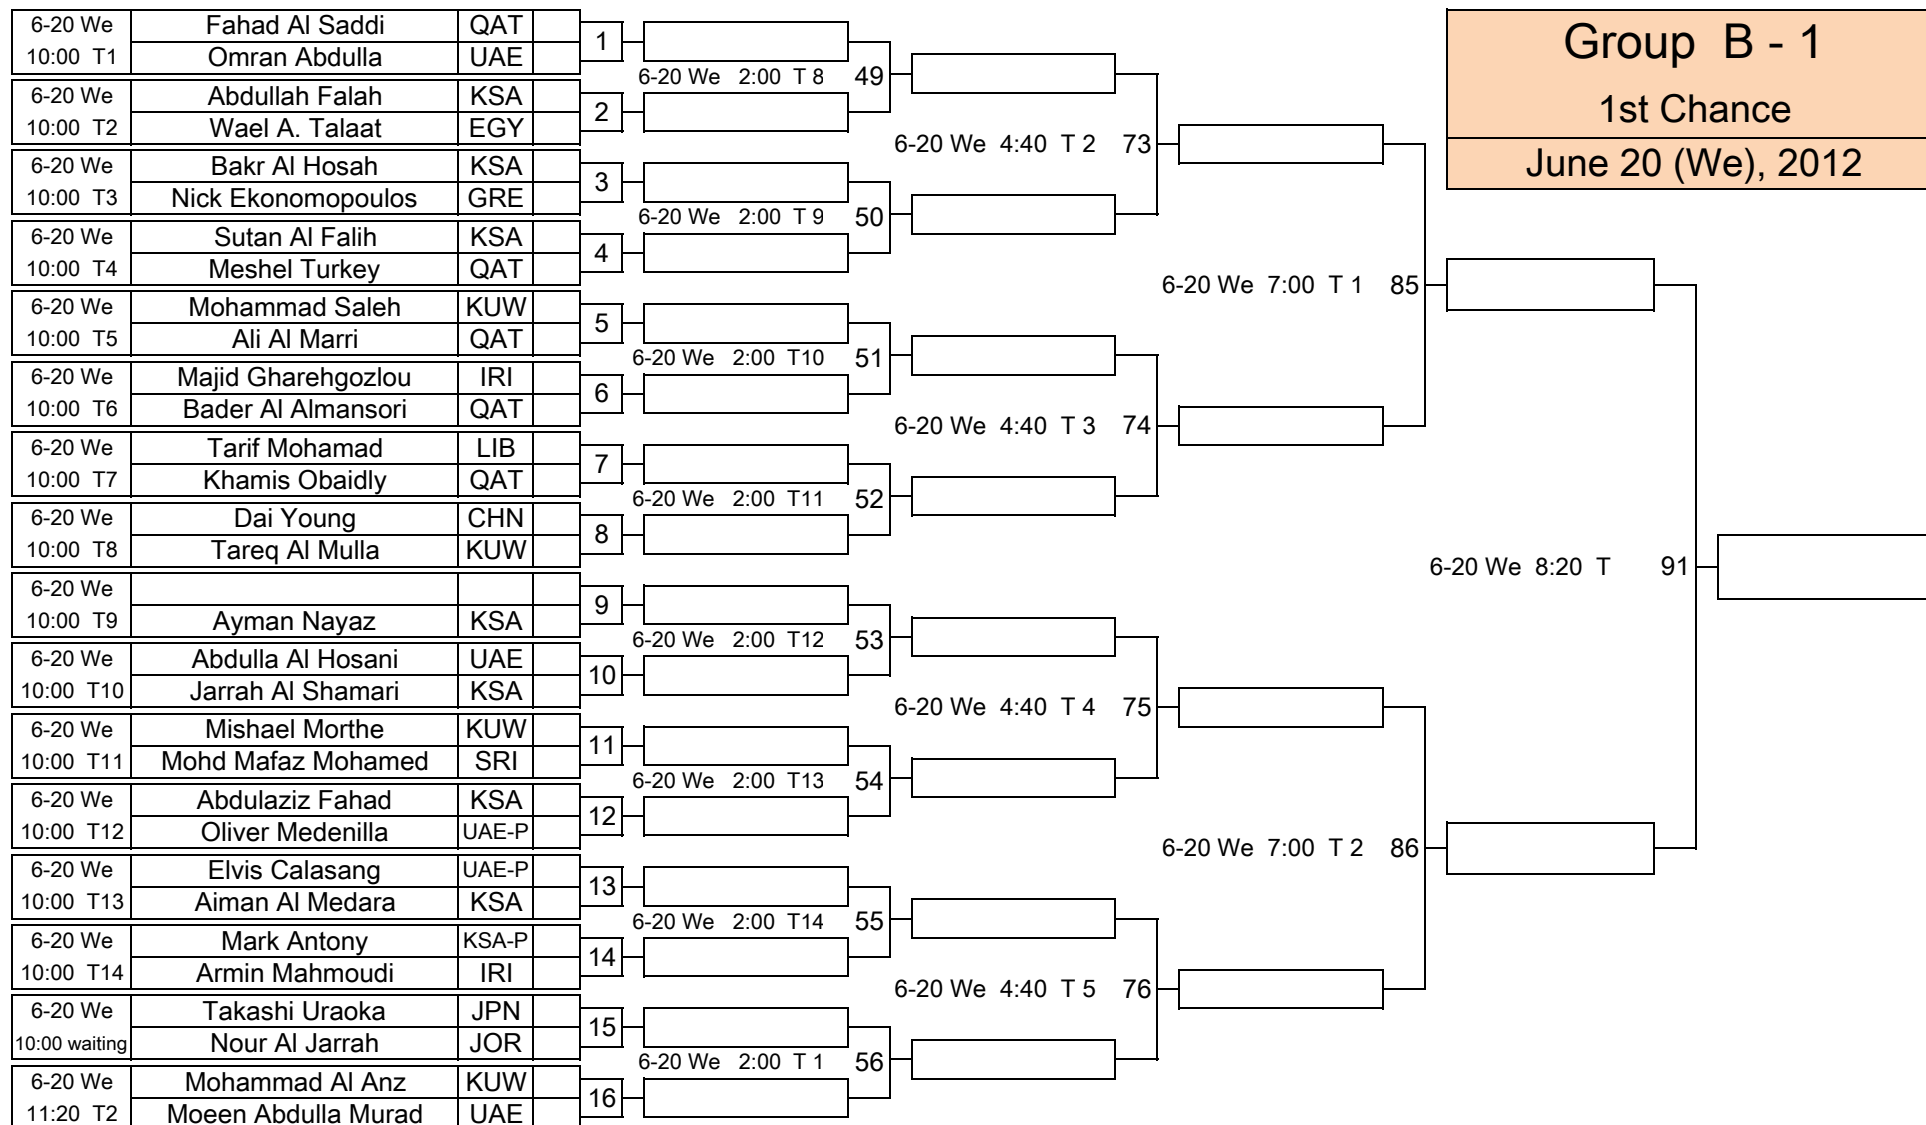 Group B - 1
1st Chance
June 20 (We), 2012
6-20 We Fahad Al Saddi QAT
10:00 T1 Omran Abdulla UAE
1
6-20 We 2:00 T 8 49
6-20 We Abdullah Falah KSA
10:00 T2 Wael A. Talaat EGY
2
6-20 We 4:40 T 2 73
6-20 We Bakr Al Hosah KSA
10:00 T3 Nick Ekonomopoulos GRE
3
6-20 We 2:00 T 9 50
6-20 We Sutan Al Falih KSA
10:00 T4 Meshel Turkey QAT
4
6-20 We 7:00 T 1 85
6-20 We Mohammad Saleh KUW
10:00 T5 Ali Al Marri QAT
5
6-20 We 2:00 T10 51
6-20 We Majid Gharehgozlou IRI
10:00 T6 Bader Al Almansori QAT
6
6-20 We 4:40 T 3 74
6-20 We Tarif Mohamad LIB
10:00 T7 Khamis Obaidly QAT
7
6-20 We 2:00 T11 52
6-20 We Dai Young CHN
10:00 T8 Tareq Al Mulla KUW
8
6-20 We 8:20 T 91
6-20 We
10:00 T9 Ayman Nayaz KSA
9
6-20 We 2:00 T12 53
6-20 We Abdulla Al Hosani UAE
10:00 T10 Jarrah Al Shamari KSA
10
6-20 We 4:40 T 4 75
6-20 We Mishael Morthe KUW
10:00 T11 Mohd Mafaz Mohamed SRI
11
6-20 We 2:00 T13 54
6-20 We Abdulaziz Fahad KSA
10:00 T12 Oliver Medenilla UAE-P
12
6-20 We 7:00 T 2 86
6-20 We Elvis Calasang UAE-P
10:00 T13 Aiman Al Medara KSA
13
6-20 We 2:00 T14 55
6-20 We Mark Antony KSA-P
10:00 T14 Armin Mahmoudi IRI
14
6-20 We 4:40 T 5 76
6-20 We Takashi Uraoka JPN
10:00 waiting Nour Al Jarrah JOR
15
6-20 We 2:00 T 1 56
6-20 We Mohammad Al Anz KUW
11:20 T2 Moeen Abdulla Murad UAE
16